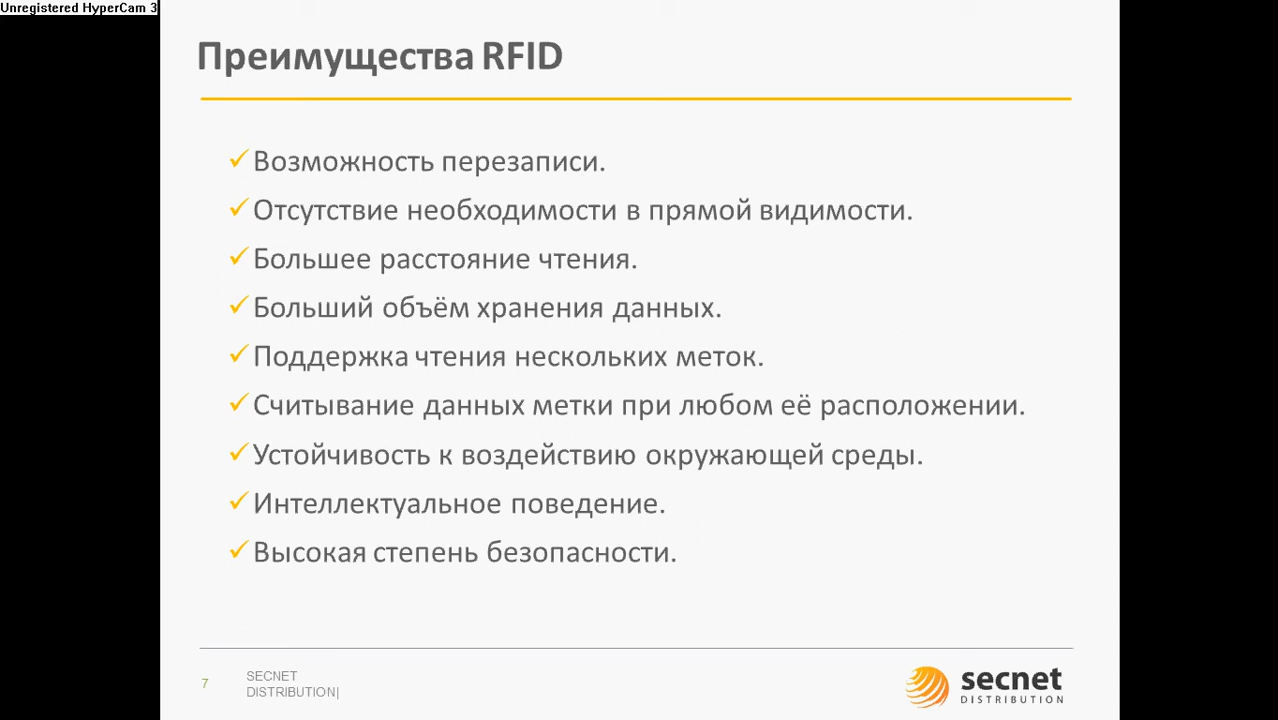 Unregistered HyperCam 3
Преимущества RFID
Возможность перезаписи.
Отсутствие необходимости в прямой видимости.
Большее расстояние чтения.
Больший объём хранения данных.
Поддержка чтения нескольких меток.
Считывание данных метки при любом её расположении.
Устойчивость к воздействию окружающей среды.
Интеллектуальное поведение.
Высокая степень безопасности.
7
SECNET
DISTRIBUTION|
secnet
DISTRIBUTION